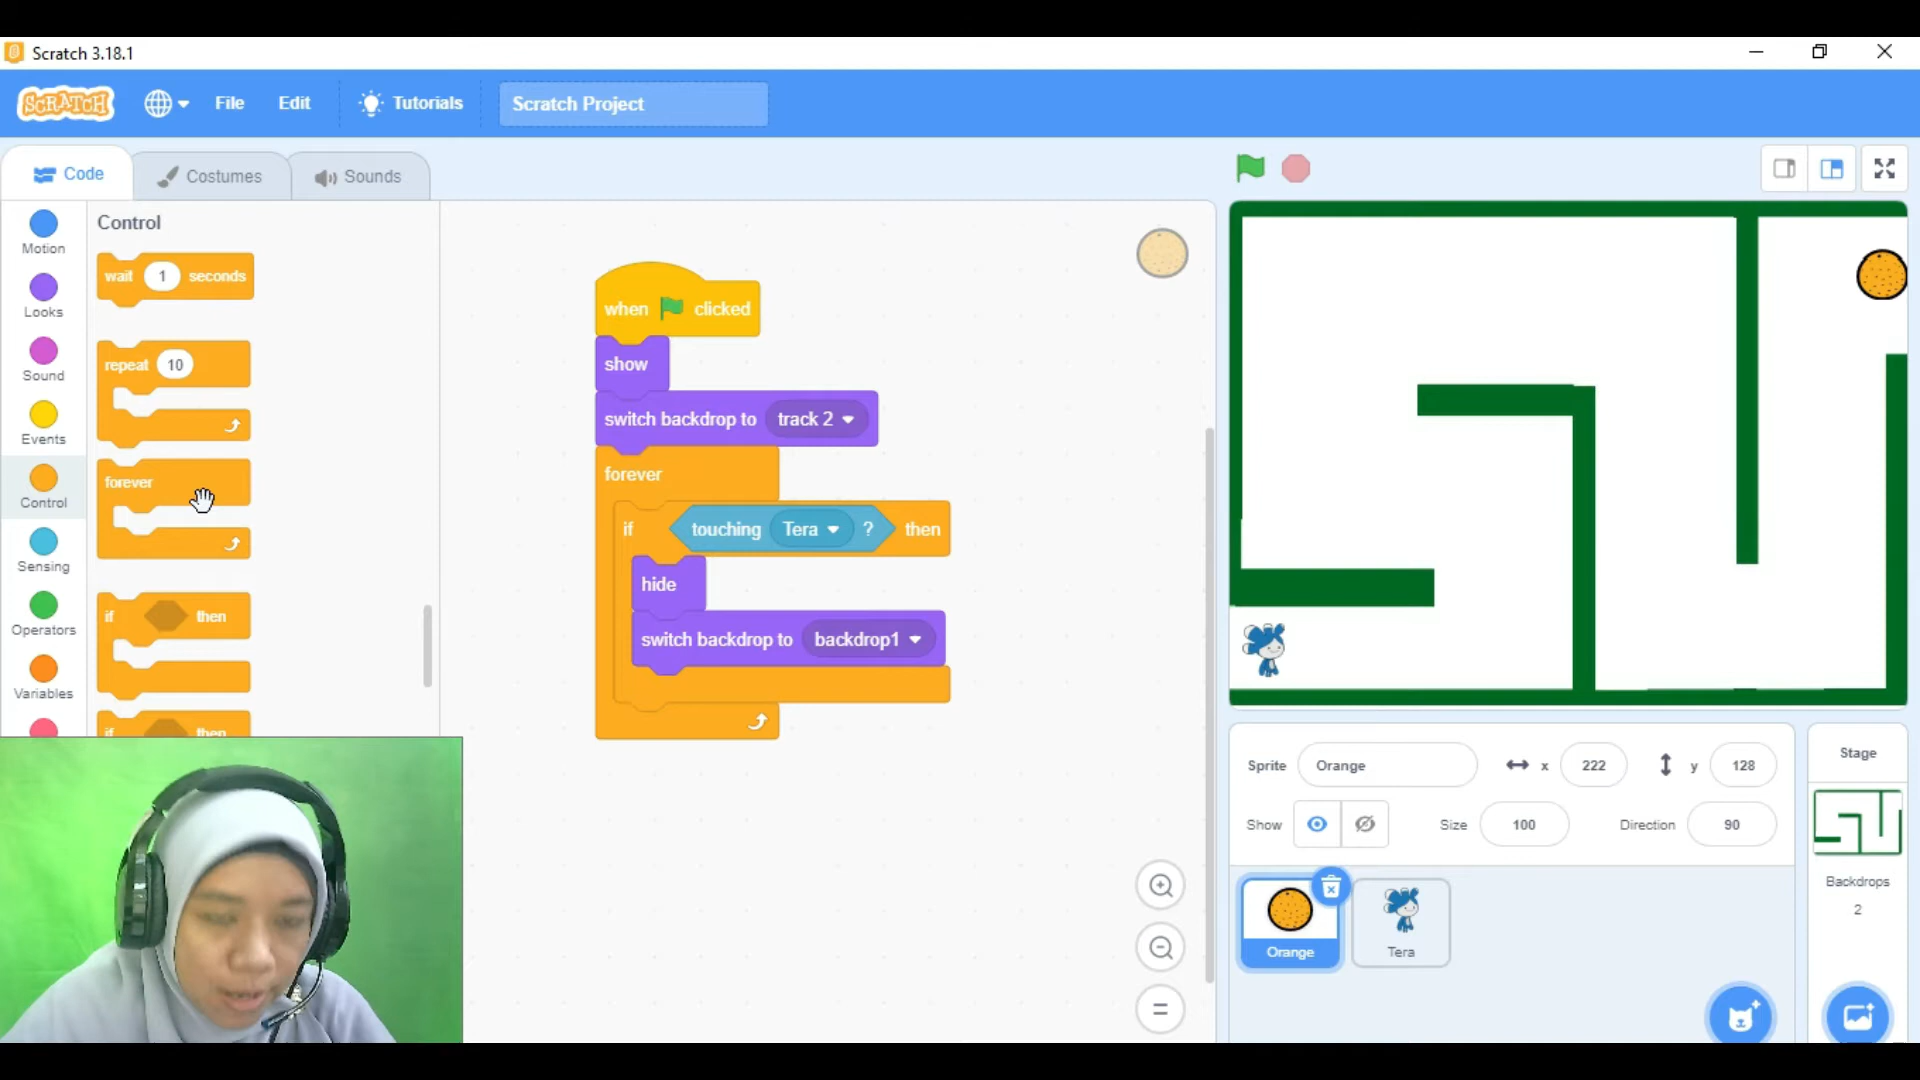 Scratch 3.18.1
SCRATCH
File
Edit
Tutorials
Scratch Project
Code
Costumes
Sounds
Motion
Looks
Sound
Events
Control
Sensing
Operators
Variables
Control
wait 1 seconds
repeat 10
forever
if then
if then
when clicked
show
switch backdrop to track 2
forever
if touching Tera ? then
hide
switch backdrop to backdrop1
Sprite Orange x 222 y 128
Show Size 100 Direction 90
Orange
Tera
Stage
Backdrops
2